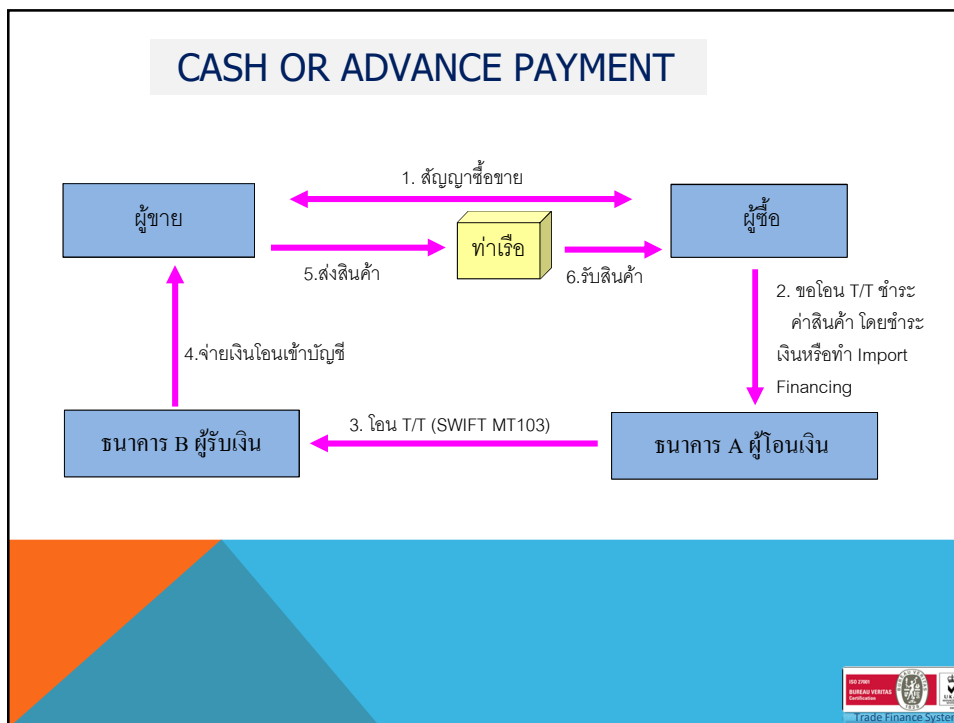 CASH OR ADVANCE PAYMENT
1. สัญญาซื้อขาย
ผู้ขาย
ท่าเรือ
ผู้ซื้อ
5.ส่งสินค้า
6.รับสินค้า
2. ขอโอน T/T ชำระ
ค่าสินค้า โดยชำระ
เงินหรือทำ Import
Financing
4.จ่ายเงินโอนเข้าบัญชี
3. โอน T/T (SWIFT MT103)
ธนาคาร B ผู้รับเงิน
ธนาคาร A ผู้โอนเงิน
ISO 27001
BUREAU VERITAS
Certification
Trade Finance System